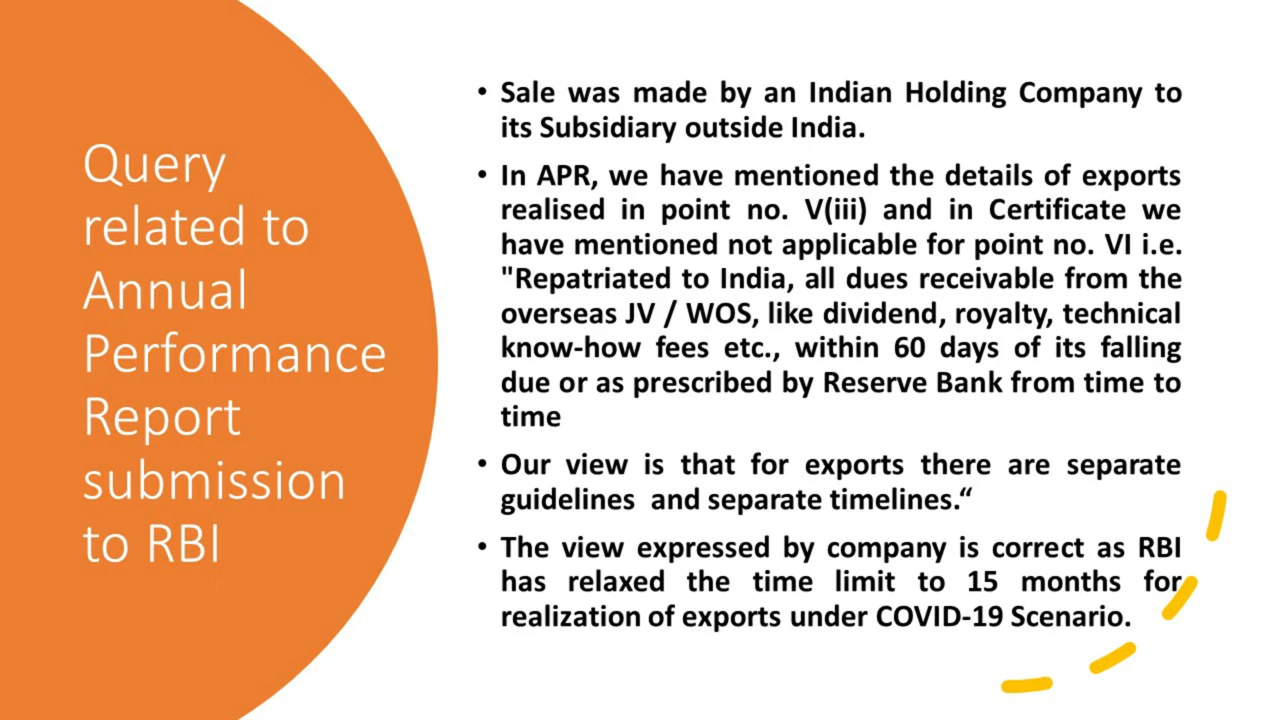 Query
related to
Annual
Performance
Report
submission
to RBI
• Sale was made by an Indian Holding Company to
its Subsidiary outside India.
• In APR, we have mentioned the details of exports
realised in point no. V(iii) and in Certificate we
have mentioned not applicable for point no. VI i.e.
"Repatriated to India, all dues receivable from the
overseas JV / WOS, like dividend, royalty, technical
know-how fees etc., within 60 days of its falling
due or as prescribed by Reserve Bank from time to
time
• Our view is that for exports there are separate
guidelines and separate timelines.“
• The view expressed by company is correct as RBI
has relaxed the time limit to 15 months for
realization of exports under COVID-19 Scenario.